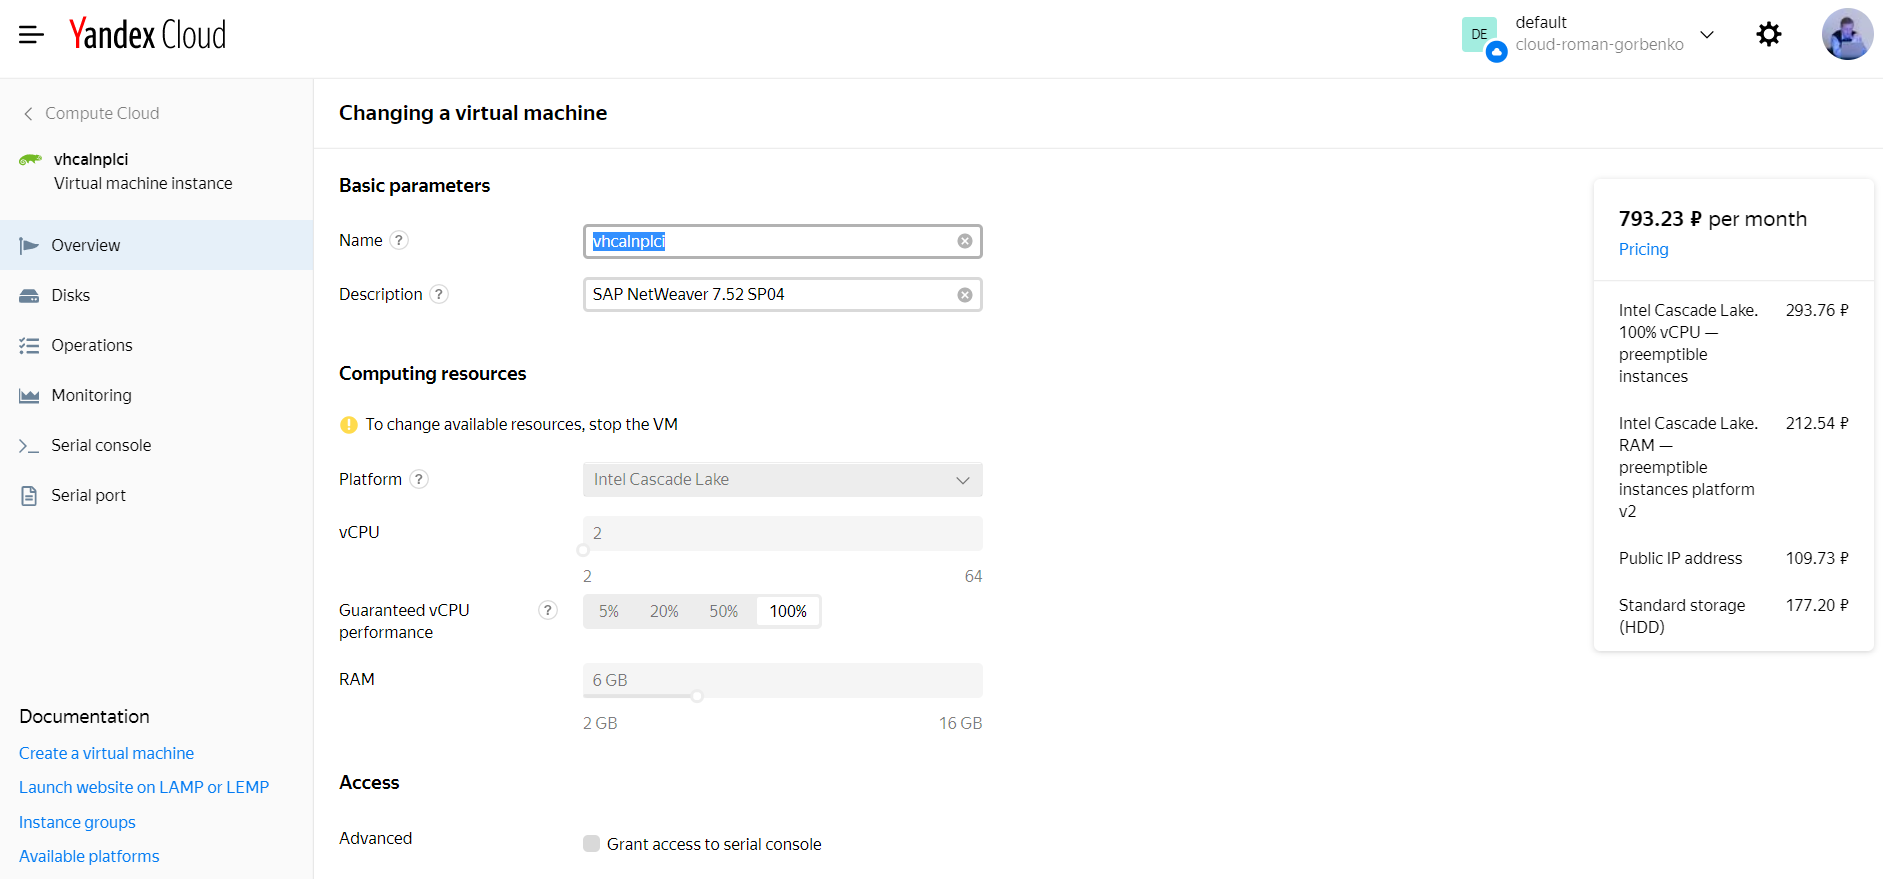 Yandex Cloud
DE
default
cloud-roman-gorbenko
Compute Cloud
vhcalnplci
Virtual machine instance
Overview
Disks
Operations
Monitoring
Serial console
Serial port
Documentation
Create a virtual machine
Launch website on LAMP or LEMP
Instance groups
Available platforms
Changing a virtual machine
Basic parameters
Name ?
vhcalnplci
Description ?
SAP NetWeaver 7.52 SP04
Computing resources
! To change available resources, stop the VM
Platform ?
Intel Cascade Lake
vCPU
2
2 64
Guaranteed vCPU
performance
?
5% 20% 50% 100%
RAM
6 GB
2 GB 16 GB
Access
Advanced
Grant access to serial console
793.23 ₽ per month
Pricing
Intel Cascade Lake. 293.76 ₽
100% vCPU —
preemptible
instances
Intel Cascade Lake. 212.54 ₽
RAM —
preemptible
instances platform
v2
Public IP address 109.73 ₽
Standard storage 177.20 ₽
(HDD)